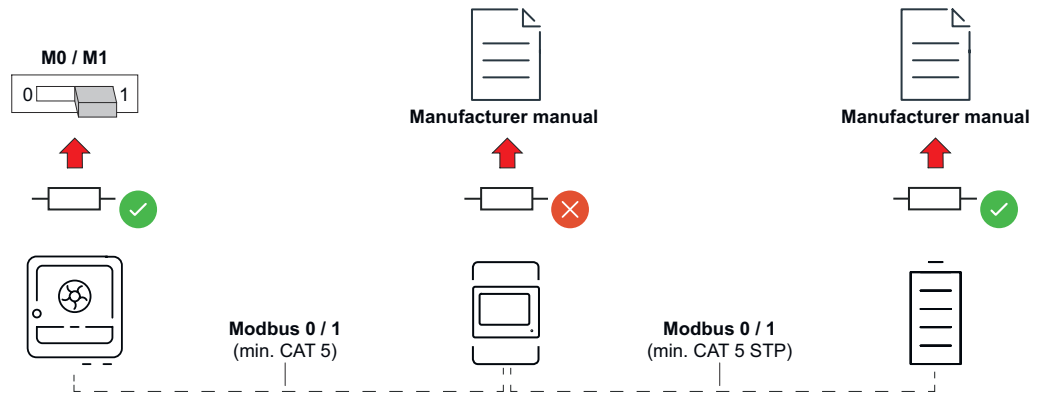 M0 / M1
0 1
Manufacturer manual
Manufacturer manual
Modbus 0 / 1
(min. CAT 5)
Modbus 0 / 1
(min. CAT 5 STP)